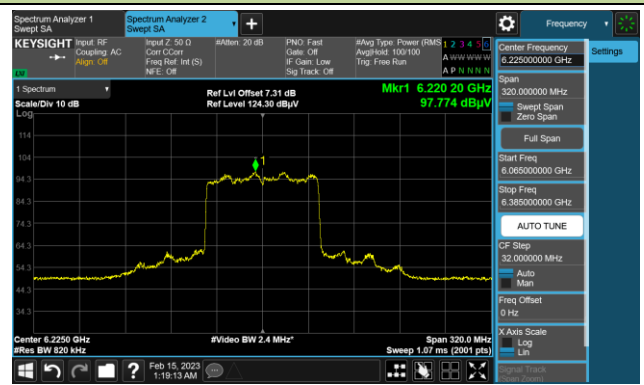 Spectrum Analyzer 1
Swept SA
Spectrum Analyzer 2
Swept SA
Frequency
KEYSIGHT
Input: RF
Coupling: AC
Align: Off
Input Z: 50 Ω
Corr CCorr
Freq Ref: Int (S)
NFE: Off
#Atten: 20 dB
PNO: Fast
Gate: Off
IF Gain: Low
Sig Track: Off
#Avg Type: Power (RMS
Avg|Hold: 100/100
Trig: Free Run
1 2 3 4 5 6
A W W W W W
A P N N N N
LU
1 Spectrum
Scale/Div 10 dB
Log
Ref Lvl Offset 7.31 dB
Ref Level 124.30 dBµV
Mkr1 6.220 20 GHz
97.774 dBµV
1
114
104
94.3
84.3
74.3
64.3
54.3
44.3
34.3
Center 6.2250 GHz
#Res BW 820 kHz
#Video BW 2.4 MHz*
Span 320.0 MHz
Sweep 1.07 ms (2001 pts)
Feb 15, 2023
1:19:13 AM
Center Frequency
6.225000000 GHz
Settings
Span
320.000000 MHz
Swept Span
Zero Span
Full Span
Start Freq
6.065000000 GHz
Stop Freq
6.385000000 GHz
AUTO TUNE
CF Step
32.000000 MHz
Auto
Man
Freq Offset
0 Hz
X Axis Scale
Log
Lin
Signal Track
(Span Zoom)